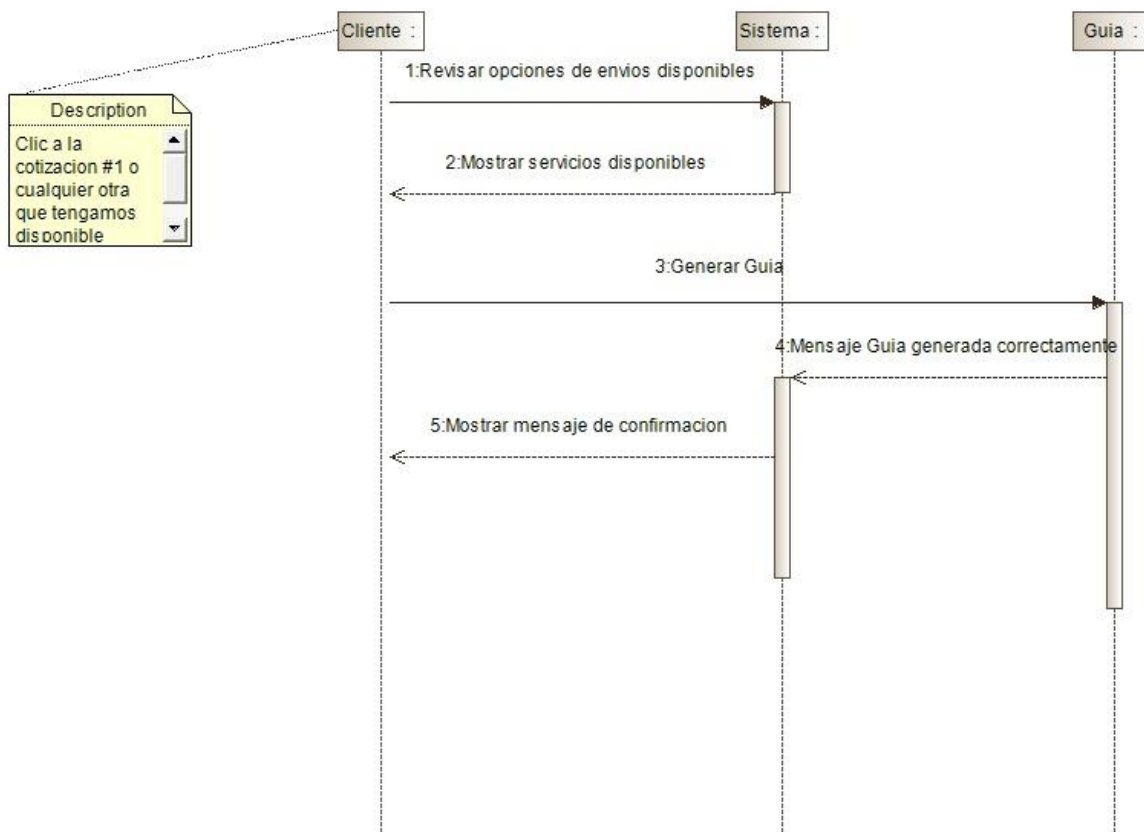 Cliente :
Sistema :
Guia :
1:Revisar opciones de envios disponibles
Description
Clic a la
cotizacion #1 o
cualquier otra
que tengamos
disponible
2:Mostrar servicios disponibles
3:Generar Guia
4:Mensaje Guia generada correctamente
5:Mostrar mensaje de confirmacion